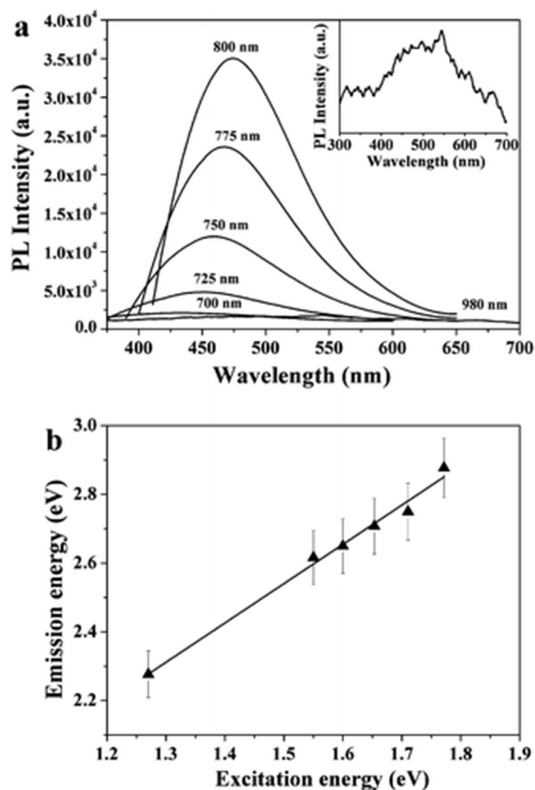 a
PL Intensity (a.u.)
4.0x10⁴
3.5x10⁴
3.0x10⁴
2.5x10⁴
2.0x10⁴
1.5x10⁴
1.0x10⁴
5.0x10³
0.0
800 nm
775 nm
750 nm
725 nm
700 nm
980 nm
400 450 500 550 600 650 700
Wavelength (nm)
PL Intensity (a.u.)
300 400 500 600 700
Wavelength (nm)
b
Emission energy (eV)
3.0
2.8
2.6
2.4
2.2
1.2 1.3 1.4 1.5 1.6 1.7 1.8 1.9
Excitation energy (eV)